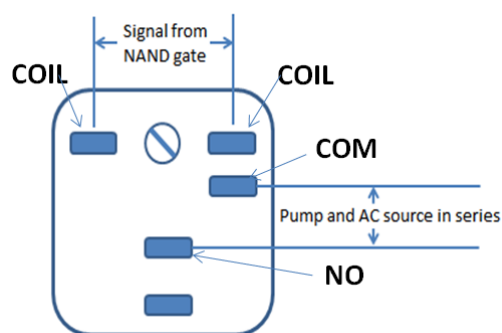 Signal from
NAND gate
COIL
COIL
COM
Pump and AC source in series
NO